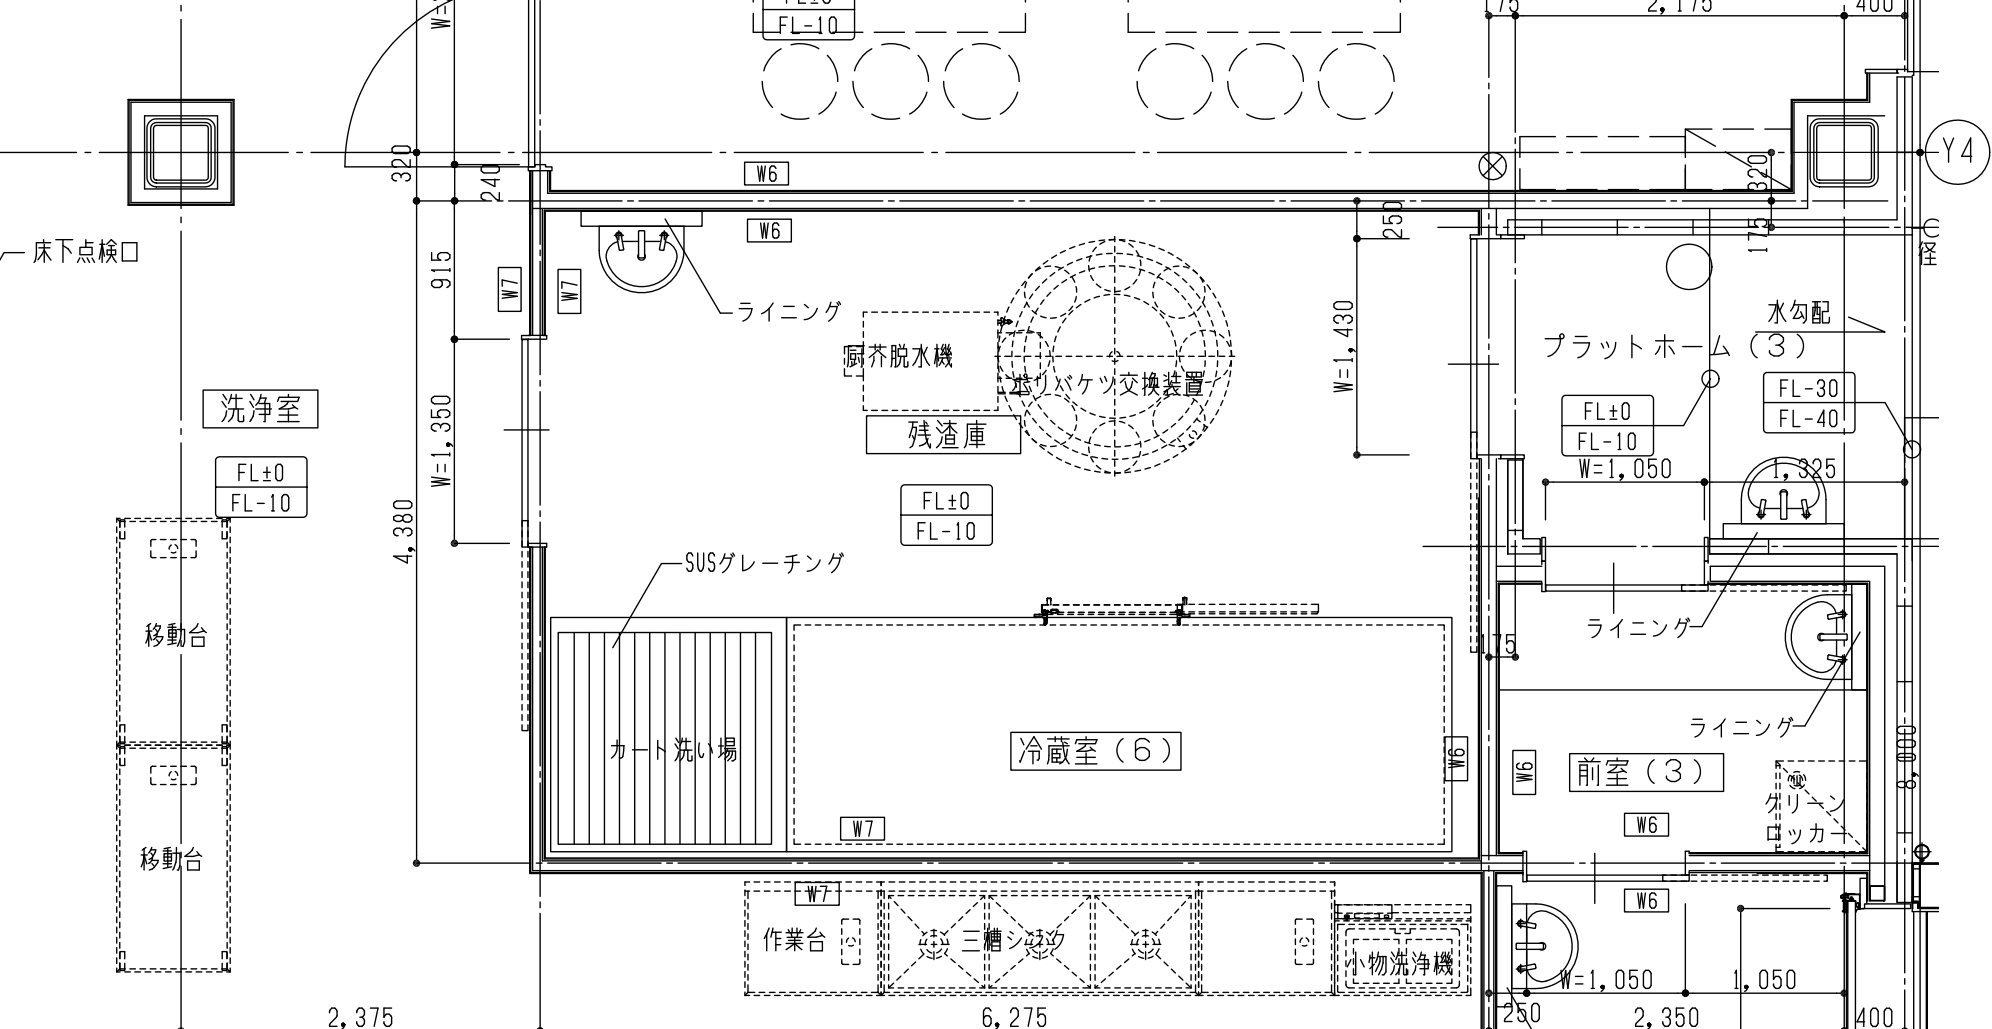 FL±0
FL-10
175
2,175
400
W=
W6
320
240
320
Y4
W6
250
175
径
床下点検口
915
W7
W7
ライニング
W=1,430
水勾配
プラットホーム（3）
厨芥脱水機
ポリバケツ交換装置
FL-30
FL-40
洗浄室
FL±0
FL-10
W=1,350
残渣庫
FL±0
FL-10
W=1,050
1,325
FL±0
FL-10
4,380
SUSグレーチング
移動台
ライニング
175
ライニング
カート洗い場
冷蔵室（6）
W6
W6
前室（3）
8,000
クリーン
ロッカー
W7
W6
移動台
W7
W6
作業台
三槽シンク
小物洗浄機
W=1,050
1,050
2,375
6,275
250
2,350
400